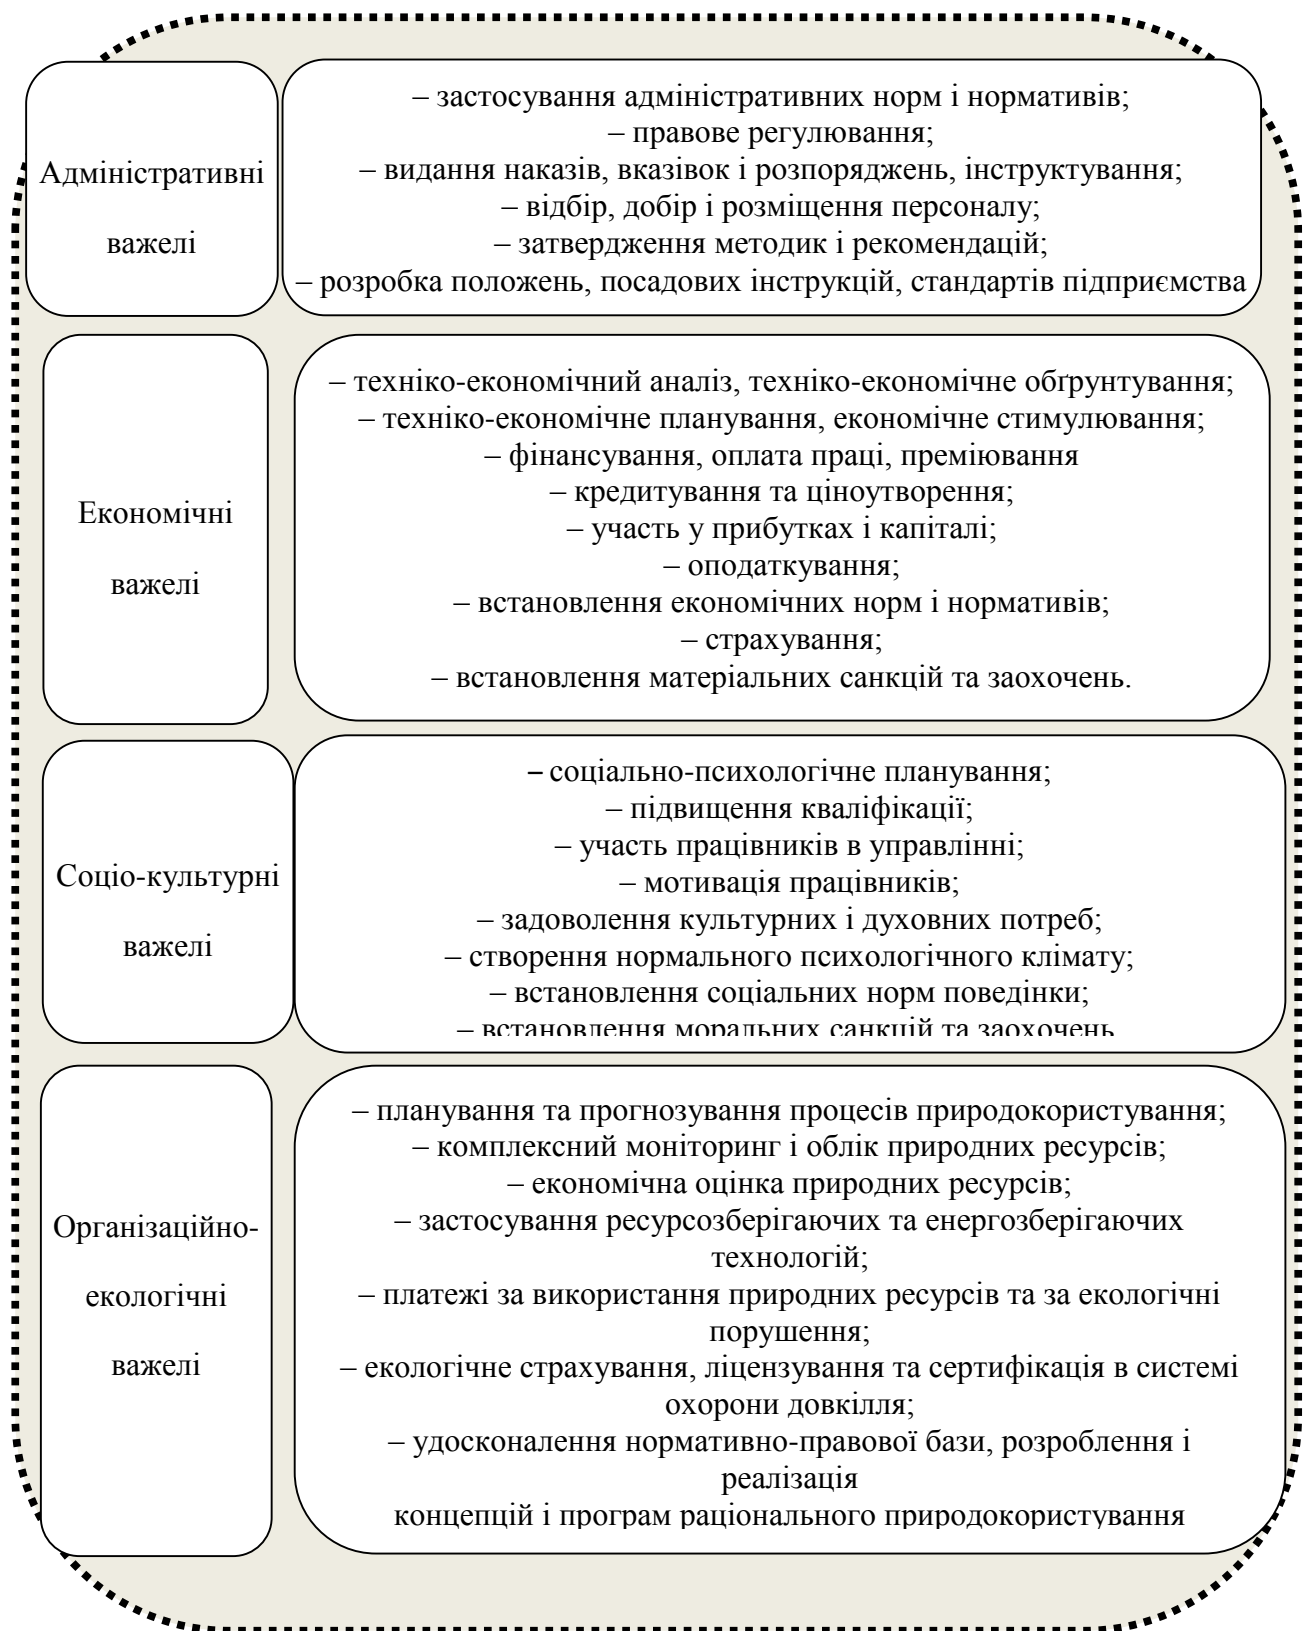 Адміністративні
важелі
– застосування адміністративних норм і нормативів;
– правове регулювання;
– видання наказів, вказівок і розпоряджень, інструктування;
– відбір, добір і розміщення персоналу;
– затвердження методик і рекомендацій;
– розробка положень, посадових інструкцій, стандартів підприємства
Економічні
важелі
– техніко-економічний аналіз, техніко-економічне обґрунтування;
– техніко-економічне планування, економічне стимулювання;
– фінансування, оплата праці, преміювання
– кредитування та ціноутворення;
– участь у прибутках і капіталі;
– оподаткування;
– встановлення економічних норм і нормативів;
– страхування;
– встановлення матеріальних санкцій та заохочень.
Соціо-культурні
важелі
– соціально-психологічне планування;
– підвищення кваліфікації;
– участь працівників в управлінні;
– мотивація працівників;
– задоволення культурних і духовних потреб;
– створення нормального психологічного клімату;
– встановлення соціальних норм поведінки;
– встановлення моральних санкцій та заохочень
Організаційно-
екологічні
важелі
– планування та прогнозування процесів природокористування;
– комплексний моніторинг і облік природних ресурсів;
– економічна оцінка природних ресурсів;
– застосування ресурсозберігаючих та енергозберігаючих
технологій;
– платежі за використання природних ресурсів та за екологічні
порушення;
– екологічне страхування, ліцензування та сертифікація в системі
охорони довкілля;
– удосконалення нормативно-правової бази, розроблення і
реалізація
концепцій і програм раціонального природокористування